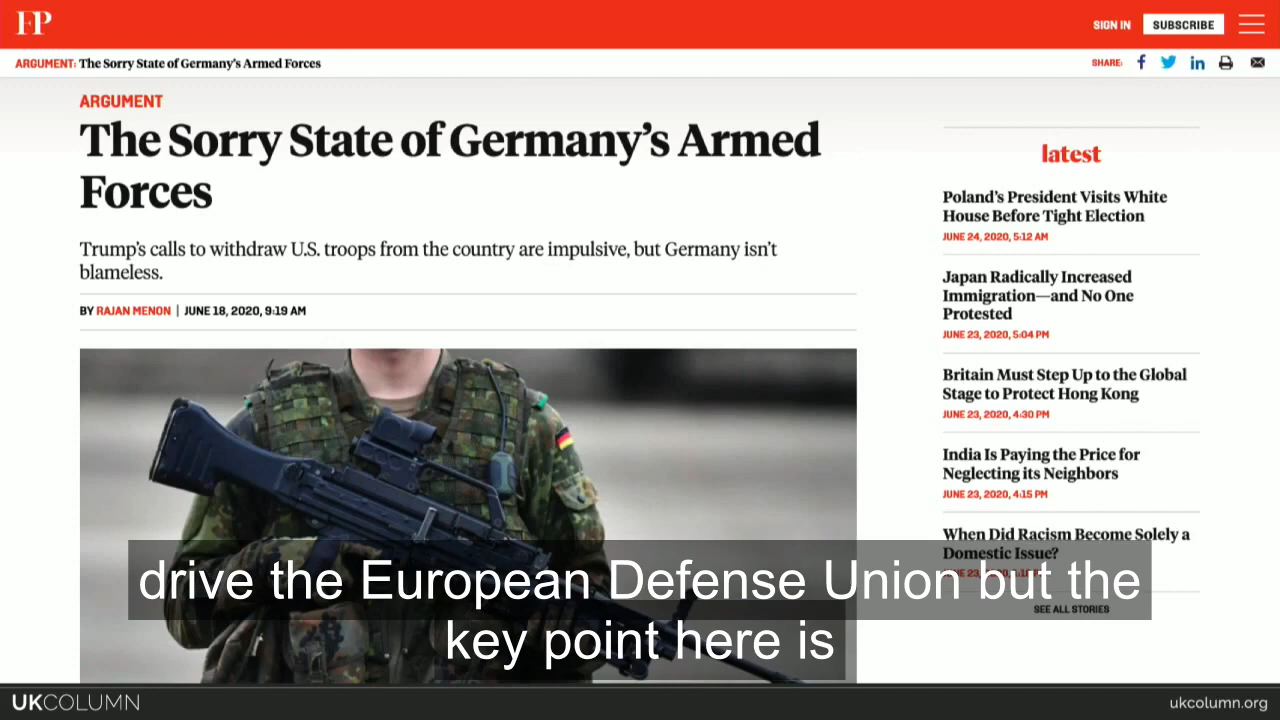 FP
SIGN IN
SUBSCRIBE
ARGUMENT: The Sorry State of Germany's Armed Forces
SHARE:
ARGUMENT
The Sorry State of Germany's Armed
Forces
Trump's calls to withdraw U.S. troops from the country are impulsive, but Germany isn't
blameless.
BY RAJAN MENON | JUNE 18, 2020, 9:19 AM
latest
Poland's President Visits White
House Before Tight Election
JUNE 24, 2020, 5:12 AM
Japan Radically Increased
Immigration—and No One
Protested
JUNE 23, 2020, 5:04 PM
Britain Must Step Up to the Global
Stage to Protect Hong Kong
JUNE 23, 2020, 4:30 PM
India Is Paying the Price for
Neglecting its Neighbors
JUNE 23, 2020, 4:15 PM
When Did Racism Become Solely a
Domestic Issue?
SEE ALL STORIES
drive the European Defense Union but the
key point here is
UKCOLUMN
ukcolumn.org